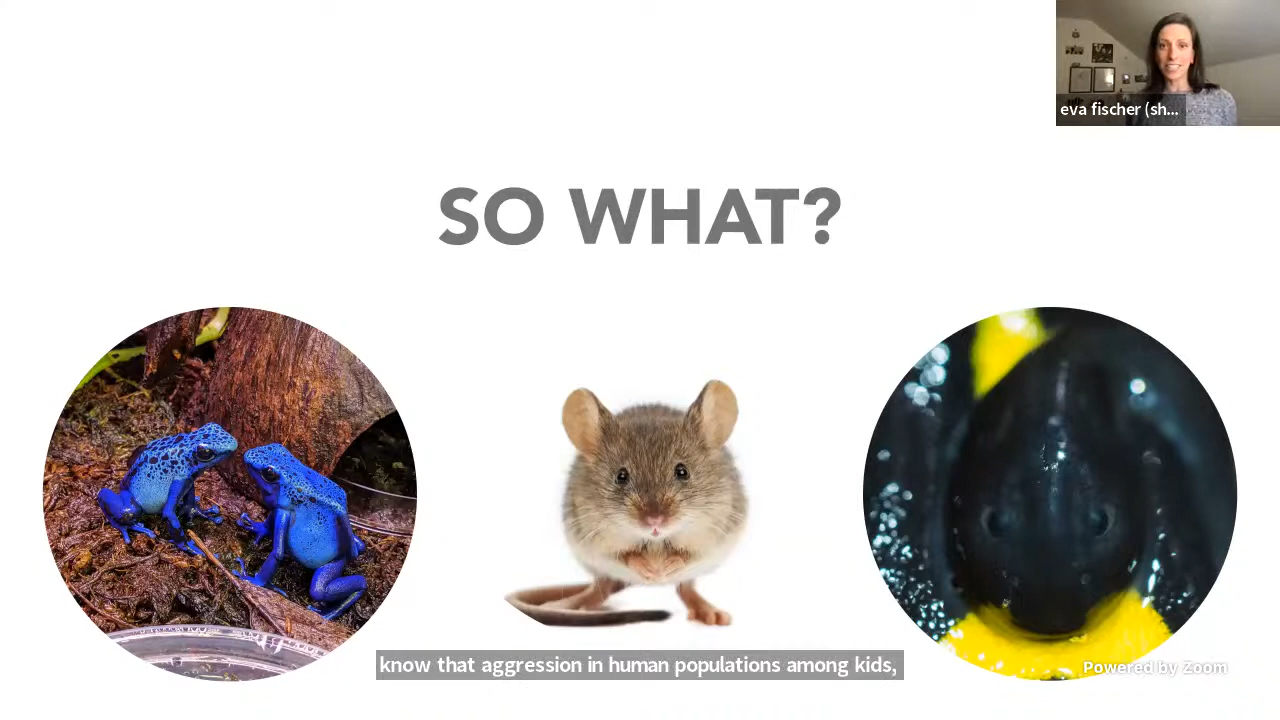 eva fischer (sh...
SO WHAT?
know that aggression in human populations among kids,
Powered by Zoom